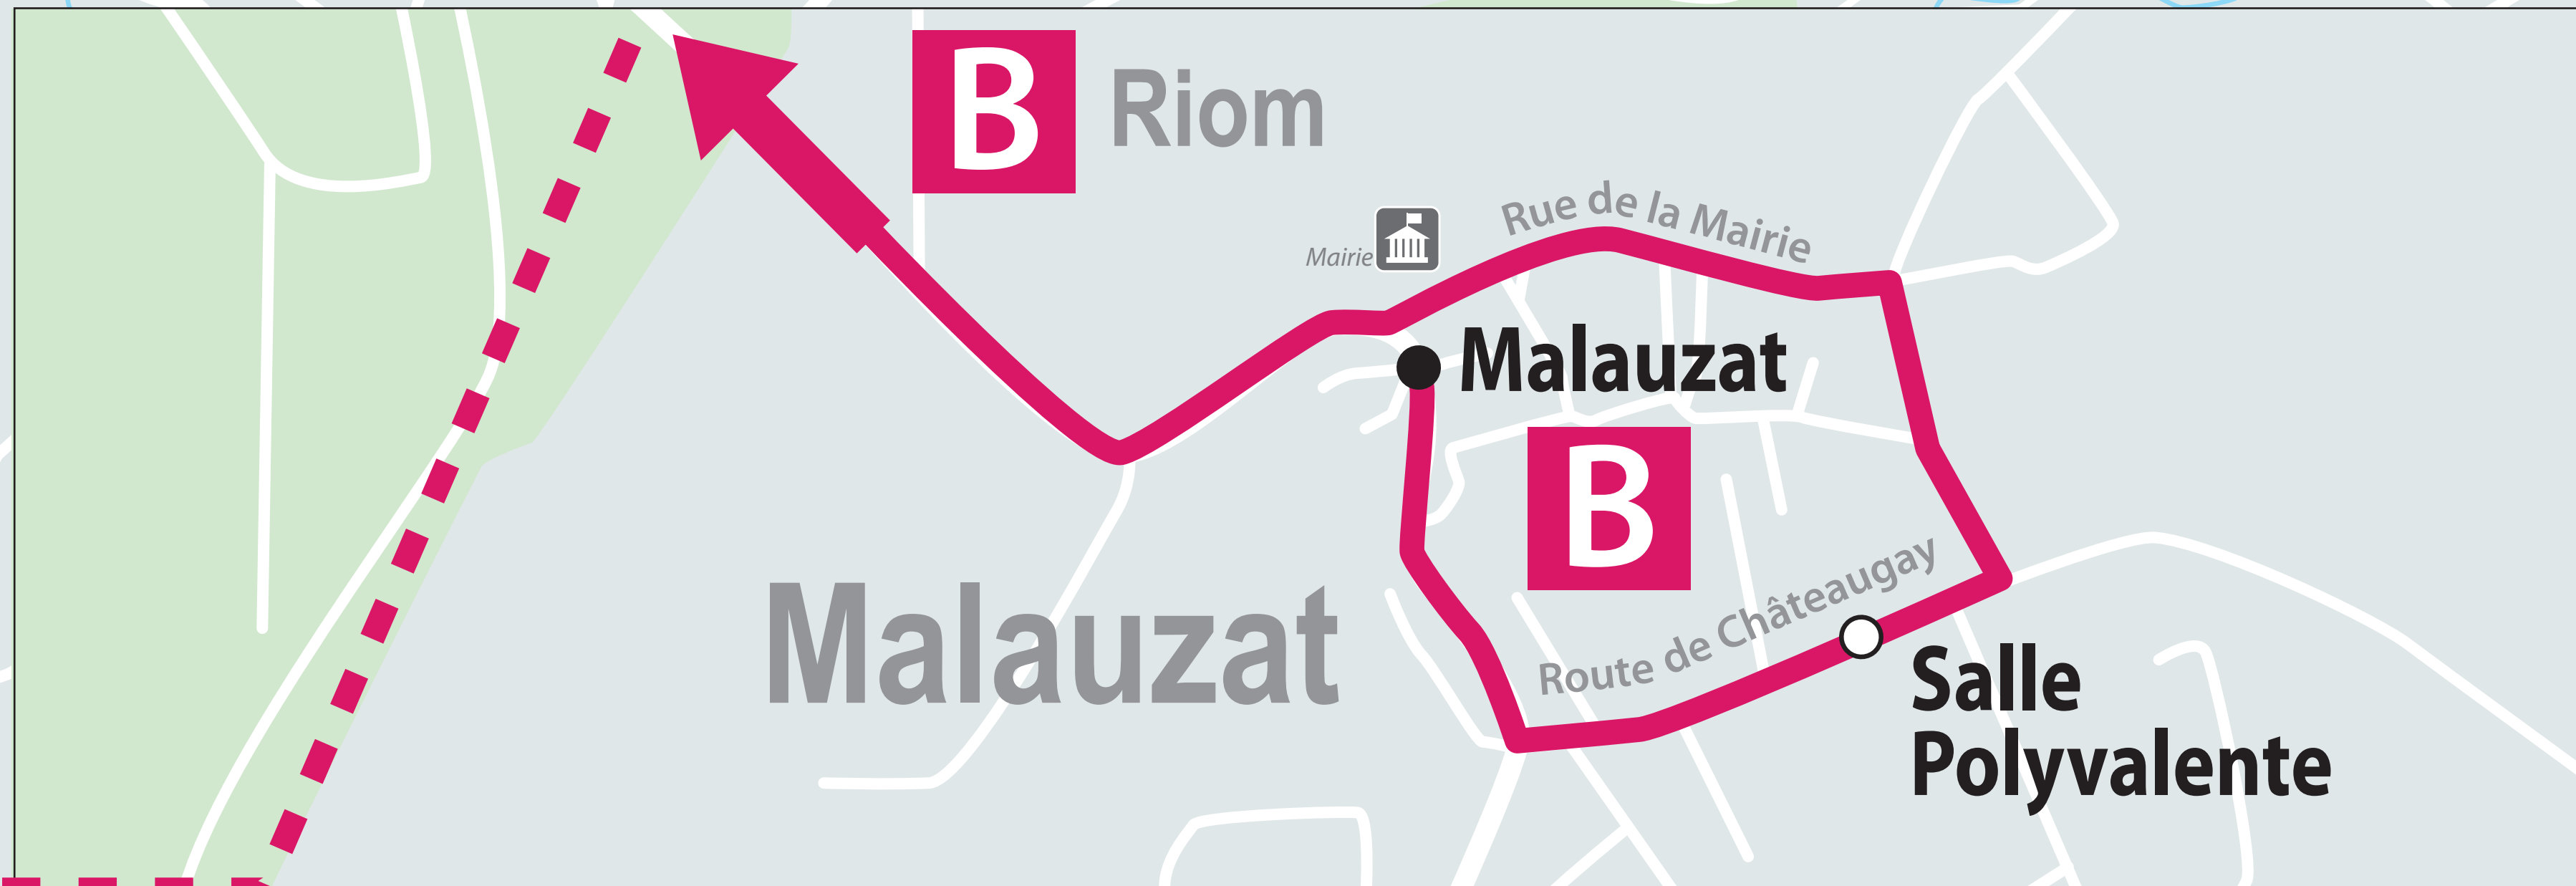 B Riom
Rue de la Mairie
Mairie
Malauzat
B
Route de Châteaugay
Malauzat
Salle
Polyvalente